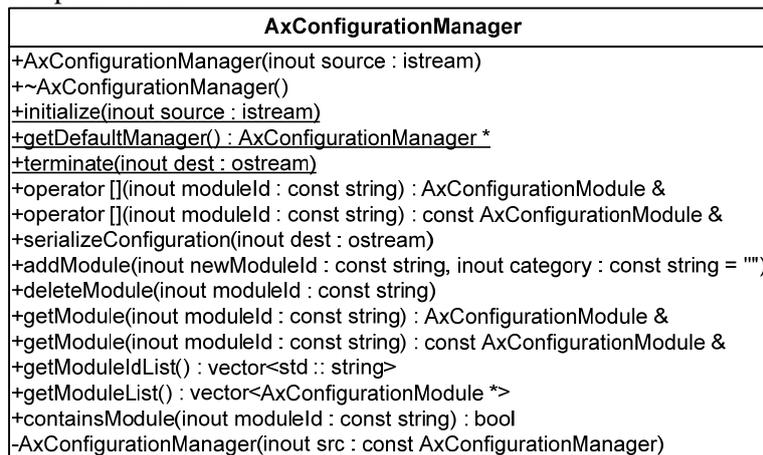 AxConfigurationManager
+AxConfigurationManager(inout source : istream)
+~AxConfigurationManager()
+initialize(inout source : istream)
+getDefaultManager() : AxConfigurationManager *
+terminate(inout dest : ostream)
+operator [](inout moduleId : const string) : AxConfigurationModule &
+operator [](inout moduleId : const string) : const AxConfigurationModule &
+serializeConfiguration(inout dest : ostream)
+addModule(inout newModuleId : const string, inout category : const string = "")
+deleteModule(inout moduleId : const string)
+getModule(inout moduleId : const string) : AxConfigurationModule &
+getModule(inout moduleId : const string) : const AxConfigurationModule &
+getModuleIdList() : vector<std :: string>
+getModuleList() : vector<AxConfigurationModule *>
+containsModule(inout moduleId : const string) : bool
-AxConfigurationManager(inout src : const AxConfigurationManager)